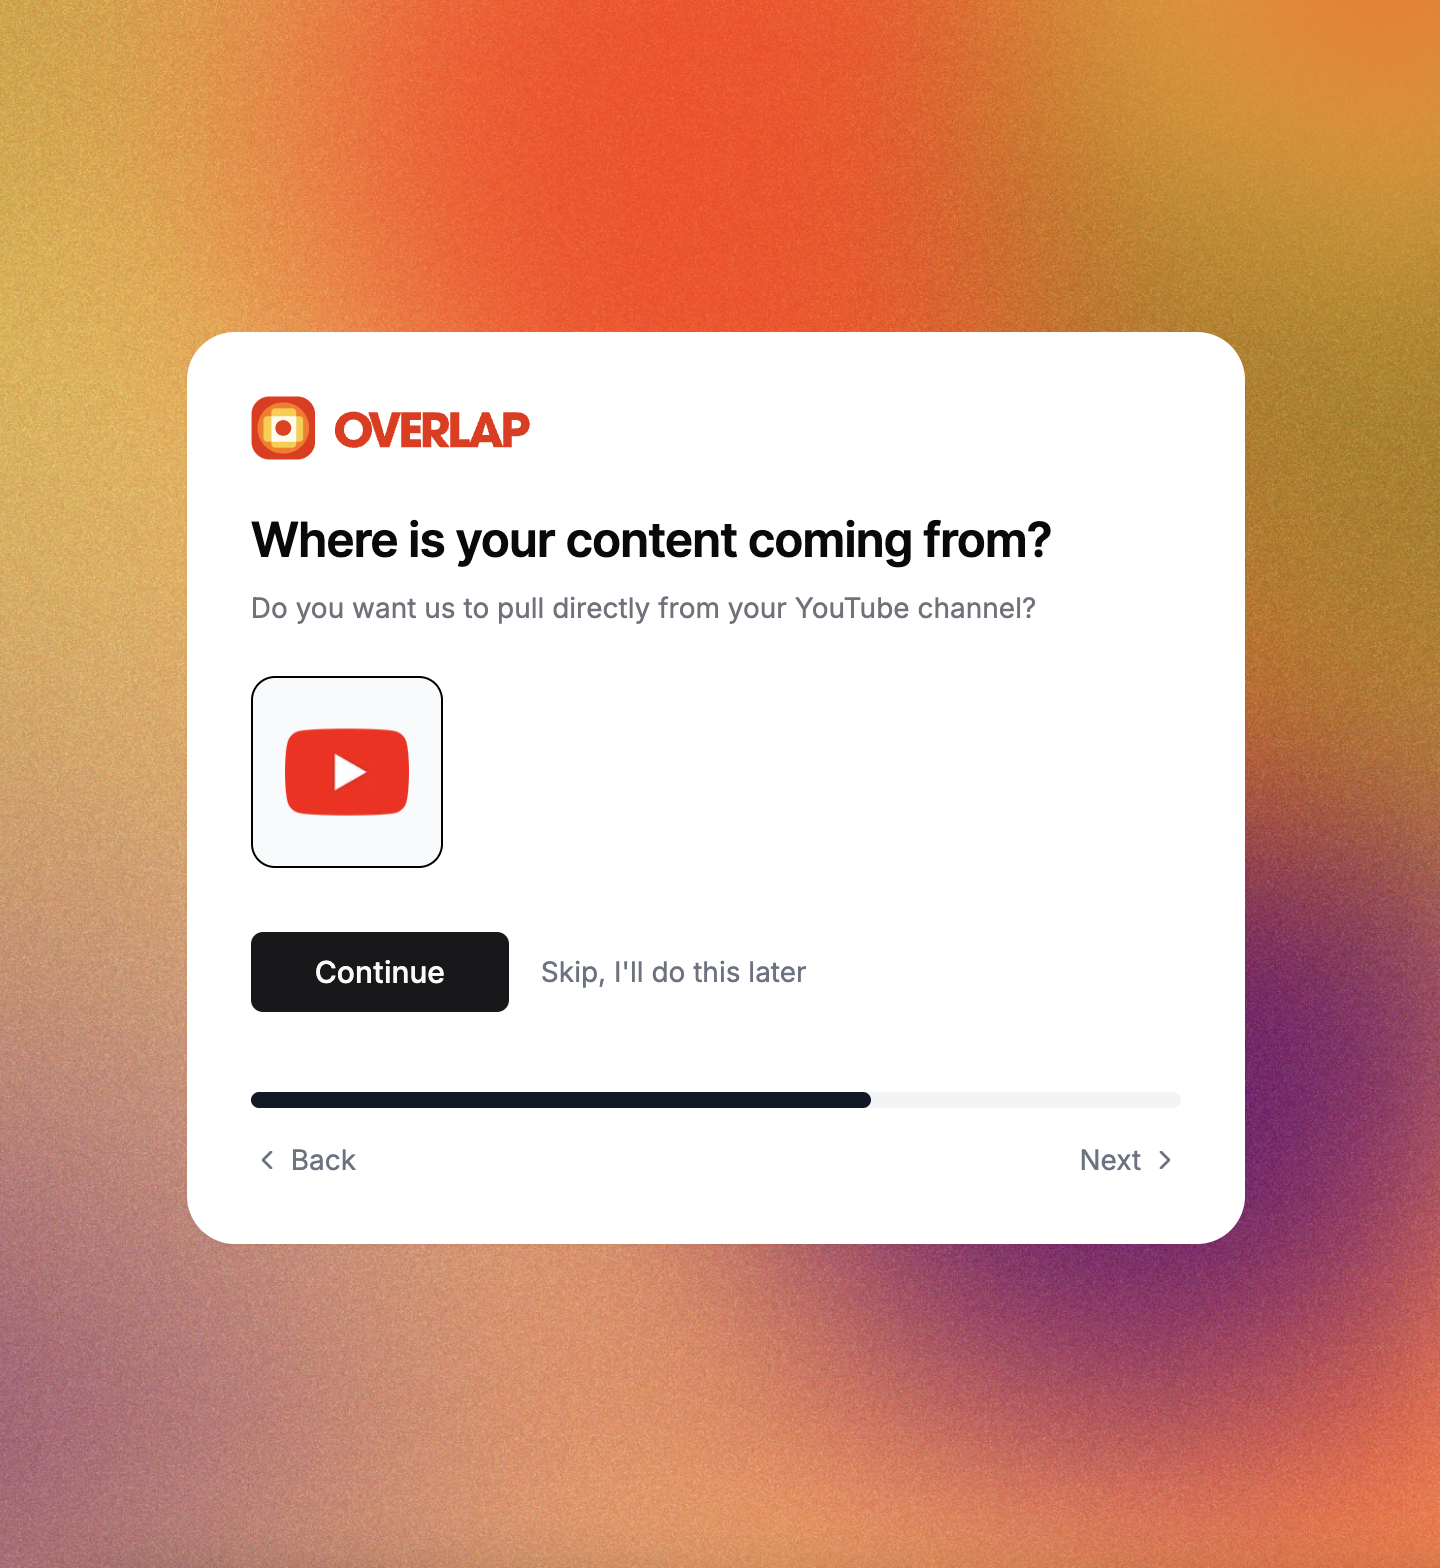 OVERLAP
Where is your content coming from?
Do you want us to pull directly from your YouTube channel?
Continue
Skip, I'll do this later
Back
Next